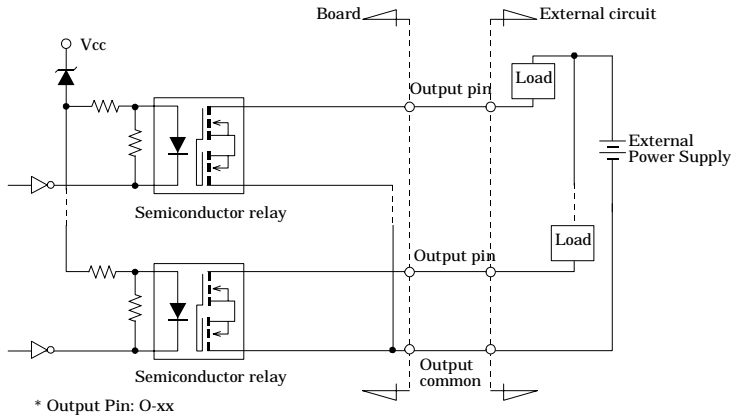 Board
External circuit
Vcc
Output pin
Load
External
Power Supply
Semiconductor relay
Output pin
Load
Output
common
Semiconductor relay
* Output Pin: O-xx